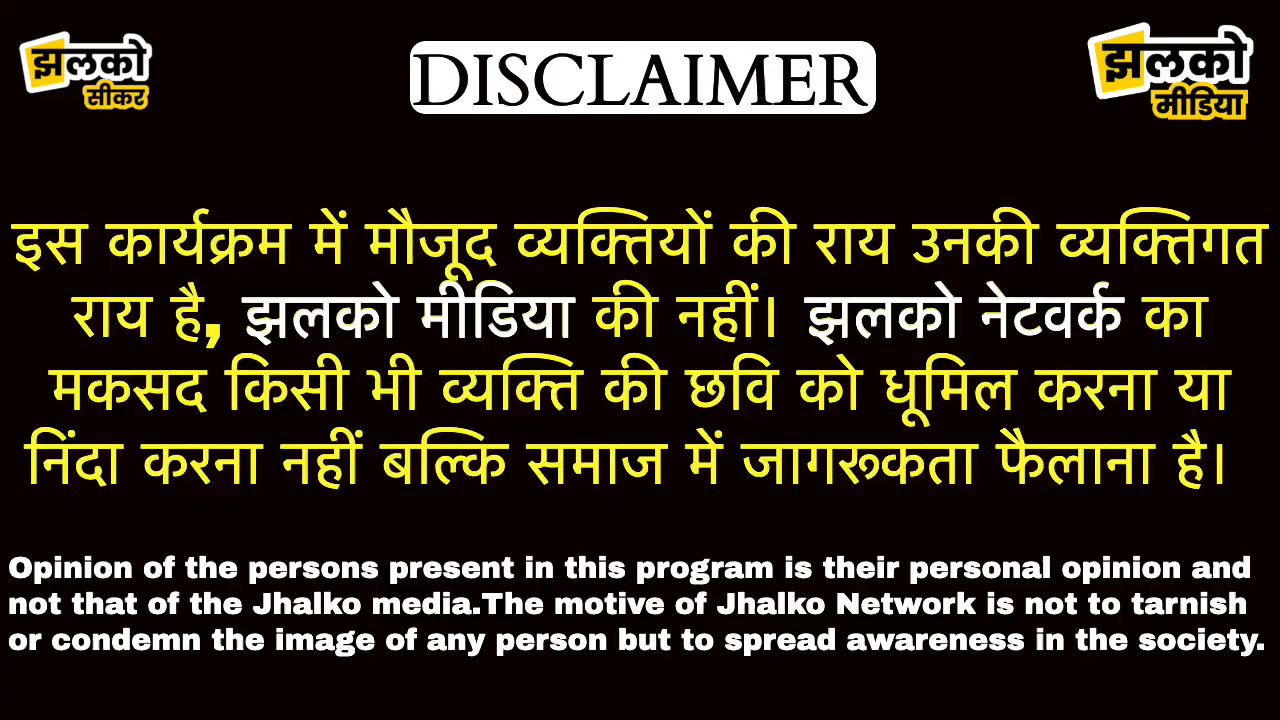 झलको
सीकर
DISCLAIMER
झलको
मीडिया
इस कार्यक्रम में मौजूद व्यक्तियों की राय उनकी व्यक्तिगत
राय है, झलको मीडिया की नहीं। झलको नेटवर्क का
मकसद किसी भी व्यक्ति की छवि को धूमिल करना या
निंदा करना नहीं बल्कि समाज में जागरूकता फैलाना है।
Opinion of the persons present in this program is their personal opinion and
not that of the Jhalko media.The motive of Jhalko Network is not to tarnish
or condemn the image of any person but to spread awareness in the society.